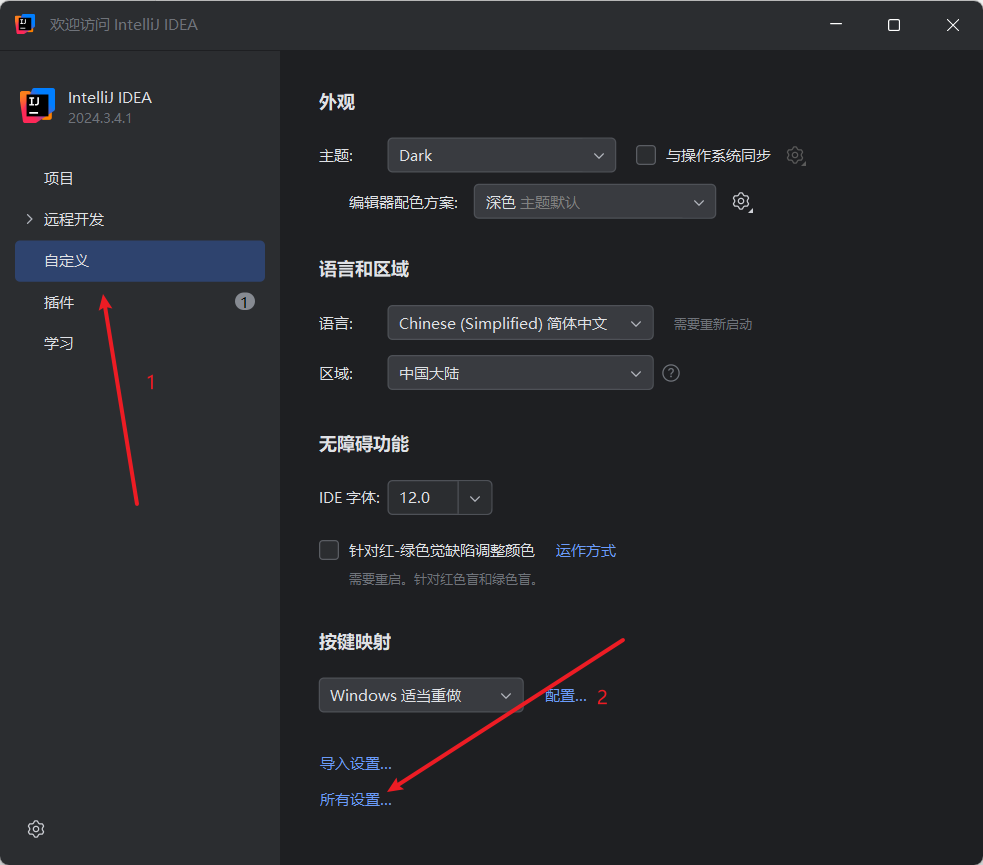 欢迎访问 IntelliJ IDEA
IntelliJ IDEA
2024.3.4.1
项目
远程开发
自定义
插件 1
学习
1
外观
主题: Dark 与操作系统同步
编辑器配色方案: 深色 主题默认
语言和区域
语言: Chinese (Simplified) 简体中文 需要重新启动
区域: 中国大陆 ?
无障碍功能
IDE 字体: 12.0
针对红-绿色觉缺陷调整颜色 运作方式
需要重启。针对红色盲和绿色盲。
按键映射
Windows 适当重做 配置... 2
导入设置...
所有设置...